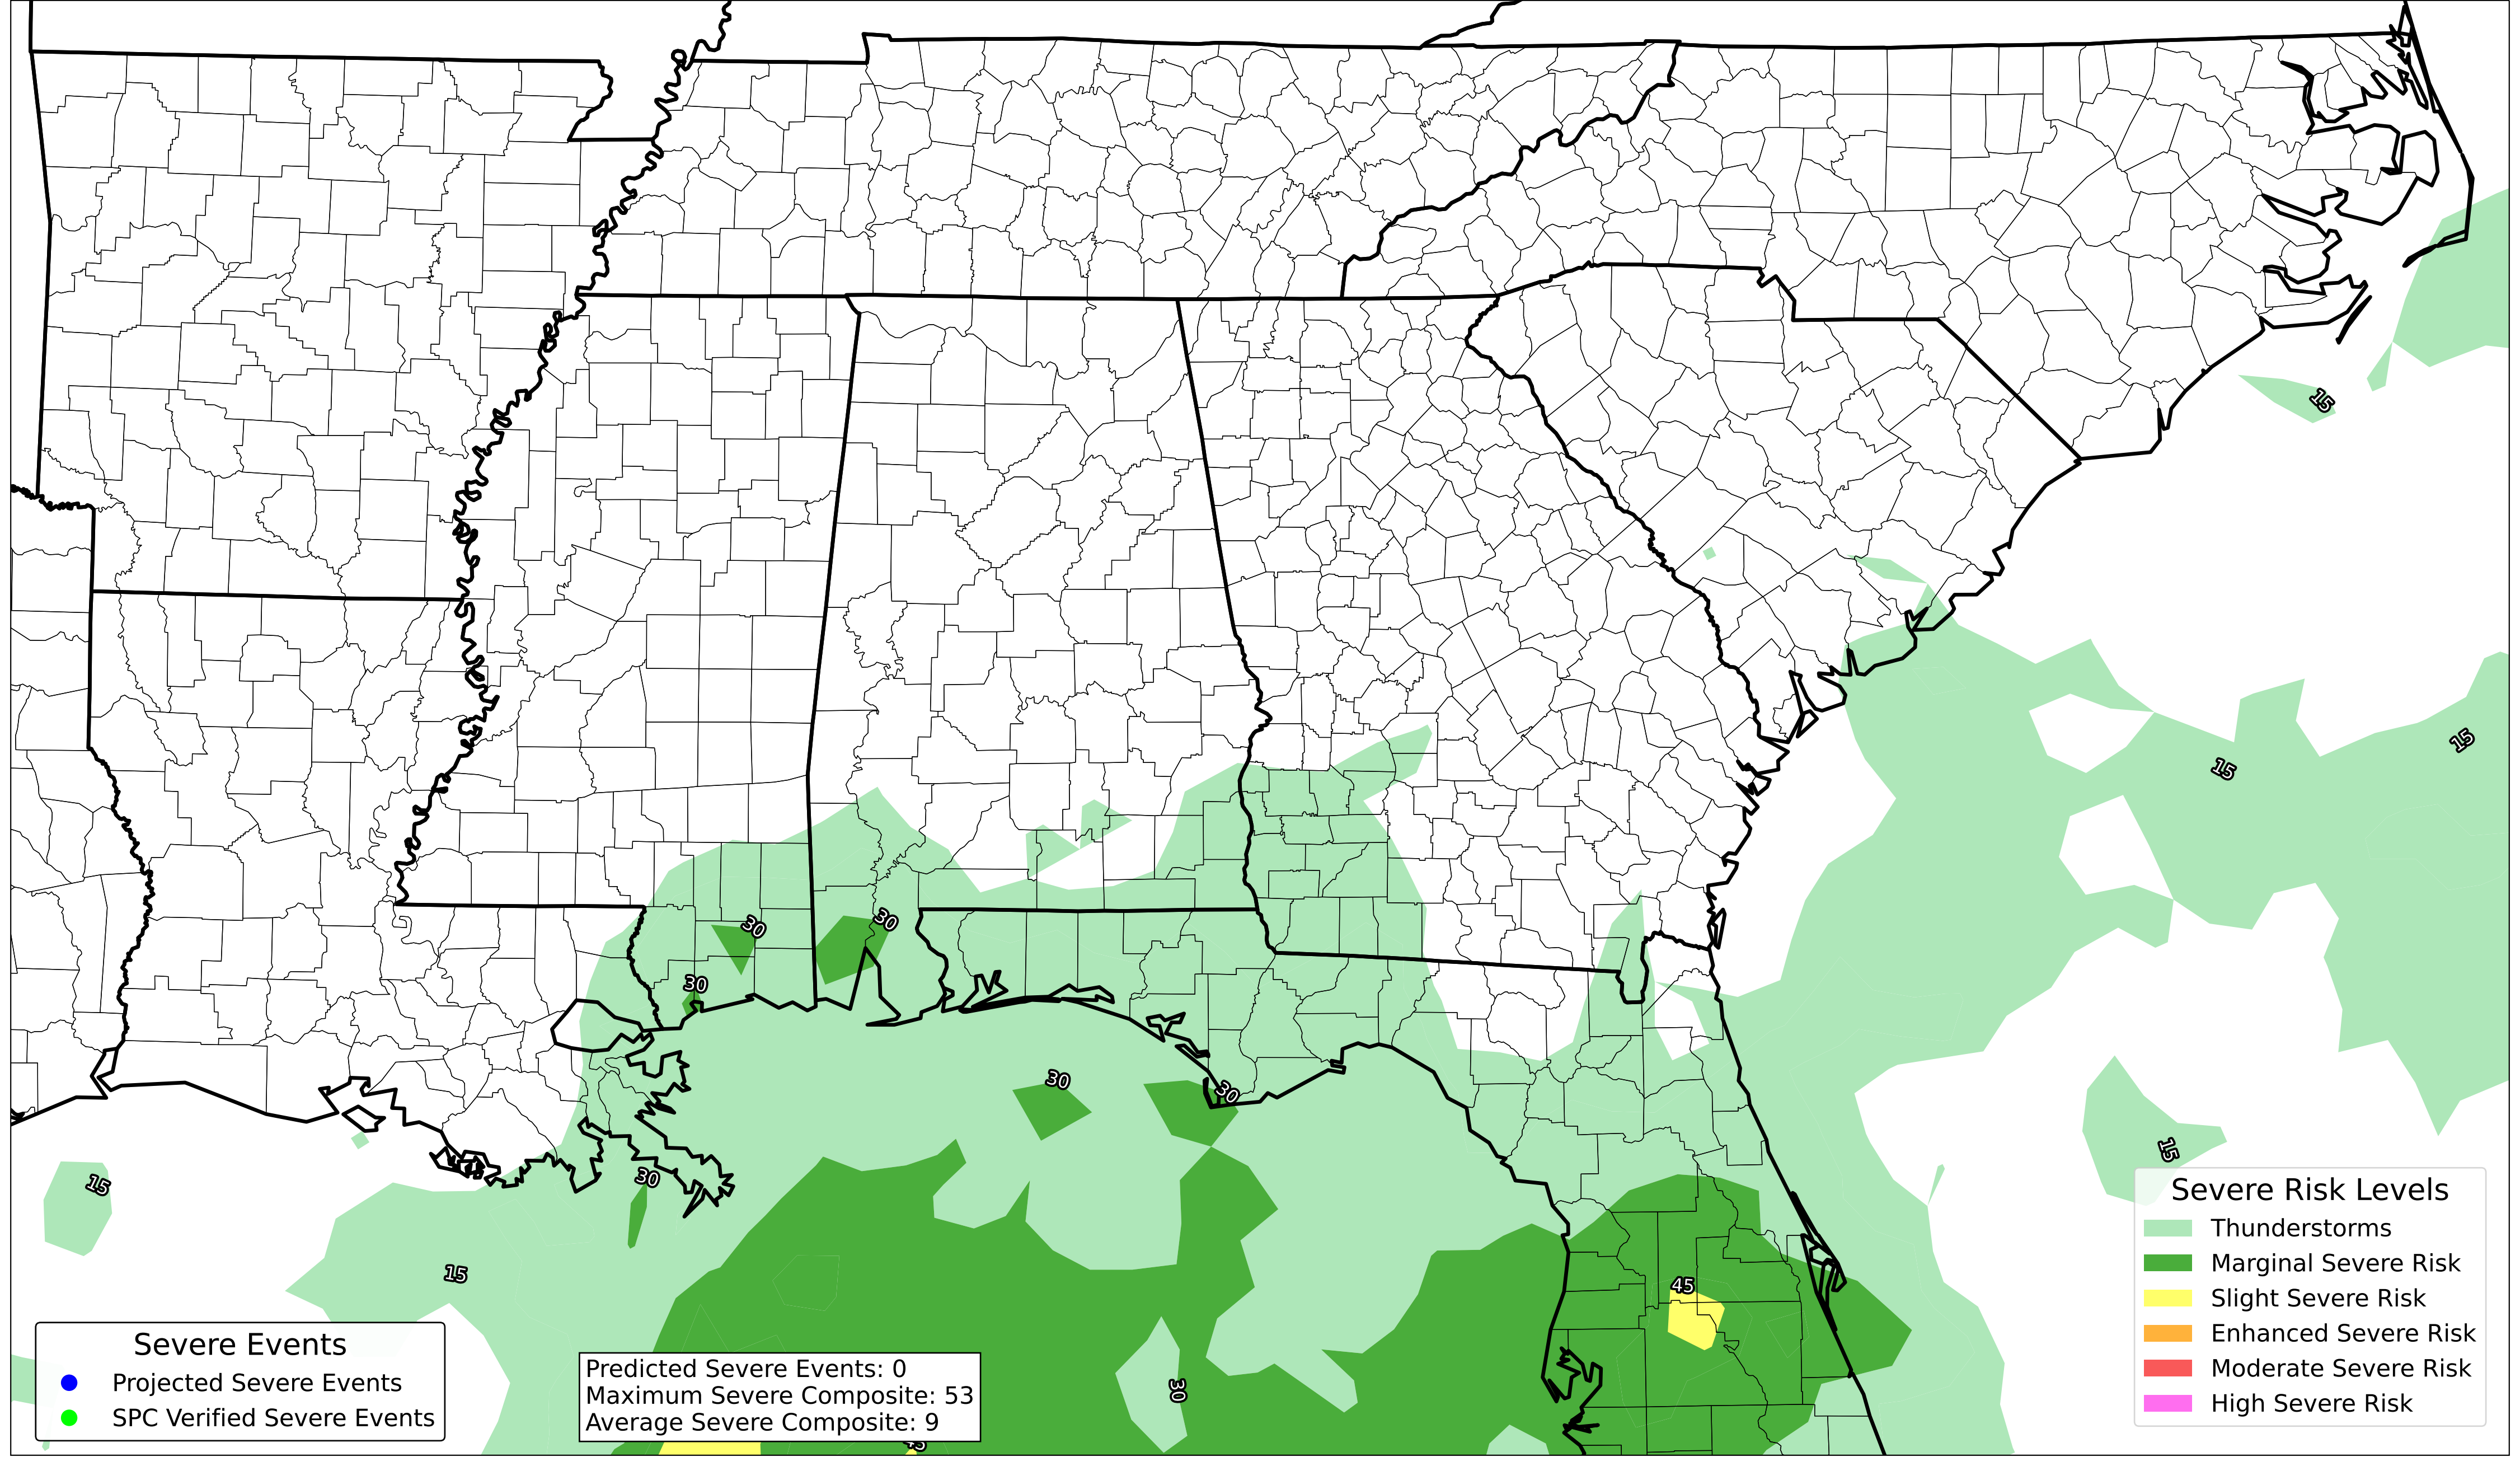 15
15
15
30
30
30
30
30
30
15
15
15
45
30
45
Severe Events
Projected Severe Events
SPC Verified Severe Events
Predicted Severe Events: 0
Maximum Severe Composite: 53
Average Severe Composite: 9
Severe Risk Levels
Thunderstorms
Marginal Severe Risk
Slight Severe Risk
Enhanced Severe Risk
Moderate Severe Risk
High Severe Risk